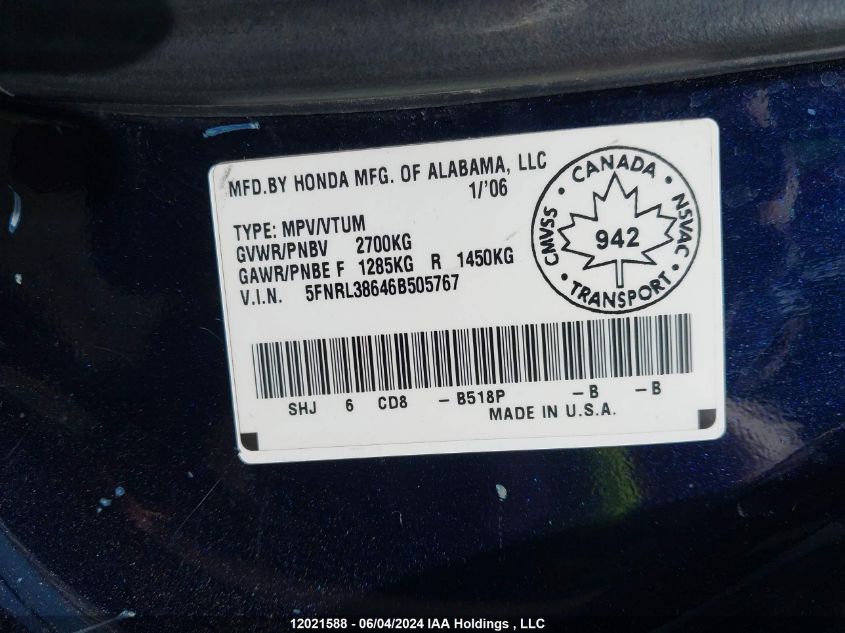 MFD.BY HONDA MFG. OF ALABAMA, LLC
1/'06
TYPE: MPV/VTUM
GVWR/PNBV 2700KG
GAWR/PNBE F 1285KG R 1450KG
V.I.N. 5FNRL38646B505767
CANADA
CMVSS
NSVAC
942
TRANSPORT
SHJ 6 CD8 - B518P - B - B
MADE IN U.S.A.
12021588 - 06/04/2024 IAA Holdings , LLC